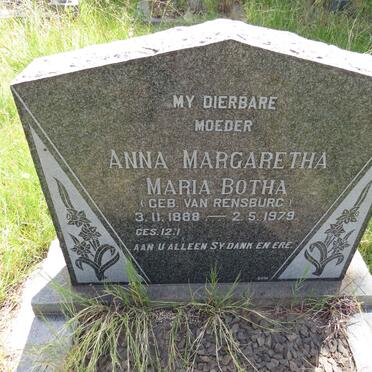 MY DIERBARE
MOEDER
ANNA MARGARETHA
MARIA BOTHA
(GEB. VAN RENSBURG)
3.11.1888 — 2.5.1979
GES.12:1
AAN U ALLEEN SY DANK EN ERE